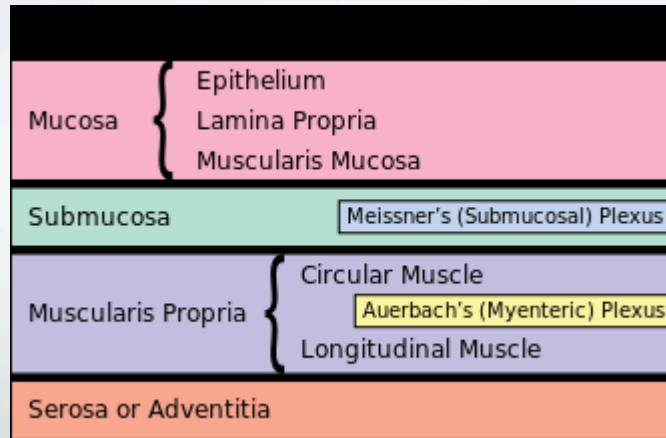 Epithelium
Mucosa
Lamina Propria
Muscularis Mucosa
Submucosa
Meissner's (Submucosal) Plexus
Circular Muscle
Muscularis Propria
Auerbach's (Myenteric) Plexus
Longitudinal Muscle
Serosa or Adventitia